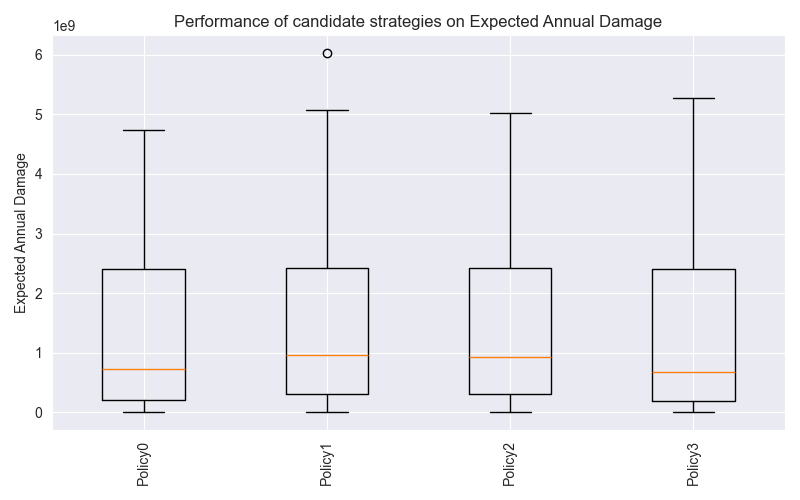 Performance of candidate strategies on Expected Annual Damage
1e9
6
5
4
3
2
1
0
Expected Annual Damage
Policy0
Policy1
Policy2
Policy3